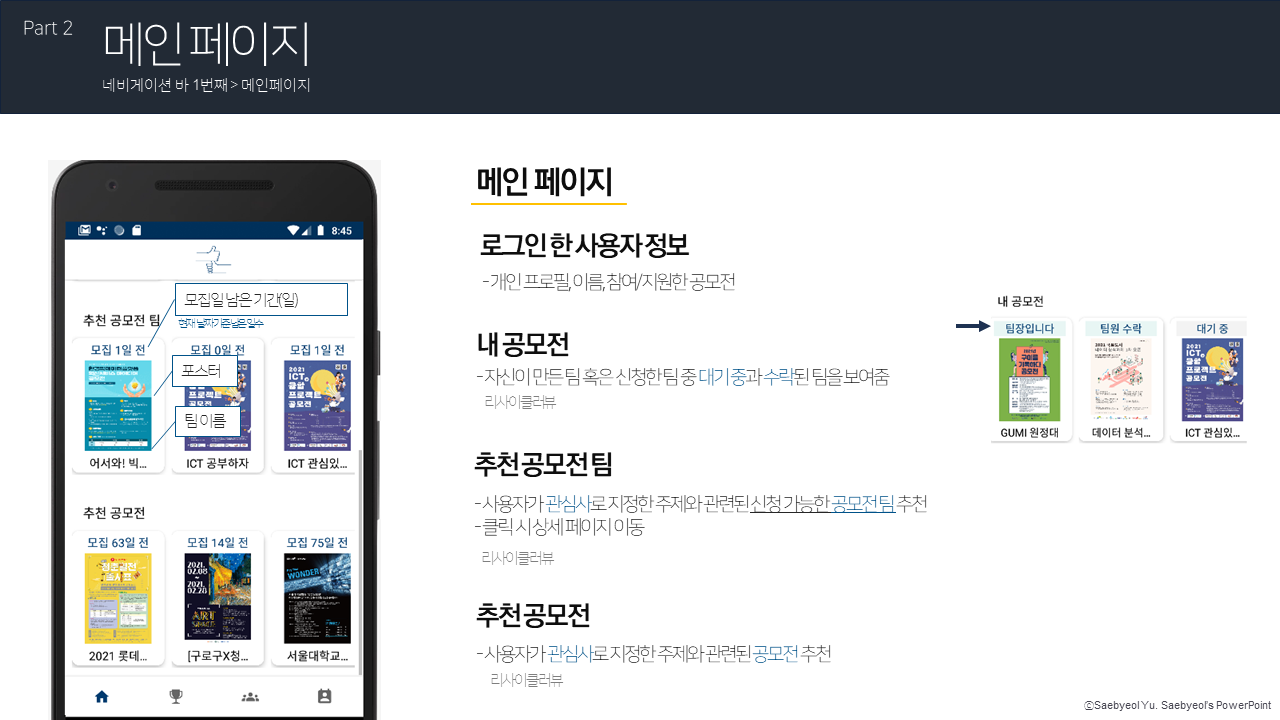 Part 2
메인 페이지
네비게이션 바 1번째 > 메인페이지
8:45
모집일 남은 기간(일)
현재 날짜 기준 남은 일수
추천 공모전 팀
모집 1일 전
모집 0일 전
모집 1일 전
포스터
팀 이름
2021
ICT
공공
프로젝트
공모전
어서와! 빅...
ICT 공부하자
ICT 관심있...
추천 공모전
모집 63일 전
모집 14일 전
모집 75일 전
WONDER
2021 롯데...
[구로구X청...
서울대학교...
메인 페이지
로그인 한 사용자 정보
- 개인 프로필, 이름, 참여/지원한 공모전
내 공모전
- 자신이 만든 팀 혹은 신청한 팀 중 대기 중과 수락된 팀을 보여줌
리사이클러뷰
추천 공모전 팀
- 사용자가 관심사로 지정한 주제와 관련된 신청 가능한 공모전 팀 추천
- 클릭 시 상세 페이지 이동
리사이클러뷰
추천 공모전
- 사용자가 관심사로 지정한 주제와 관련된 공모전 추천
리사이클러뷰
내 공모전
팀장입니다
팀원 수락
대기 중
GUMI 원정대
데이터 분석...
ICT 관심있...
ⓒSaebyeol Yu. Saebyeol's PowerPoint